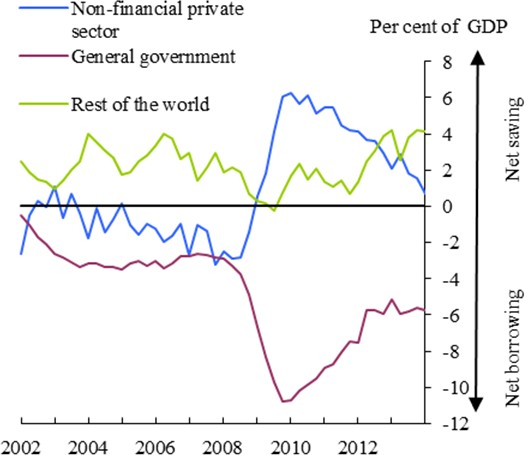 Non-financial private
sector
General government
Rest of the world
Per cent of GDP
8
6
4
2
0
-2
-4
-6
-8
-10
-12
Net saving
Net borrowing
2002 2004 2006 2008 2010 2012